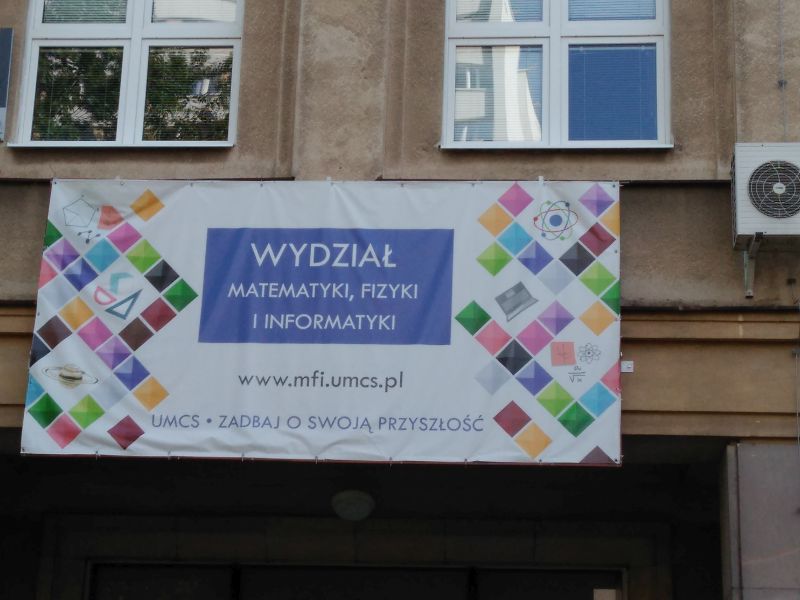 WYDZIAŁ
MATEMATYKI, FIZYKI
I INFORMATYKI
www.mfi.umcs.pl
UMCS • ZADBAJ O SWOJĄ PRZYSZŁOŚĆ